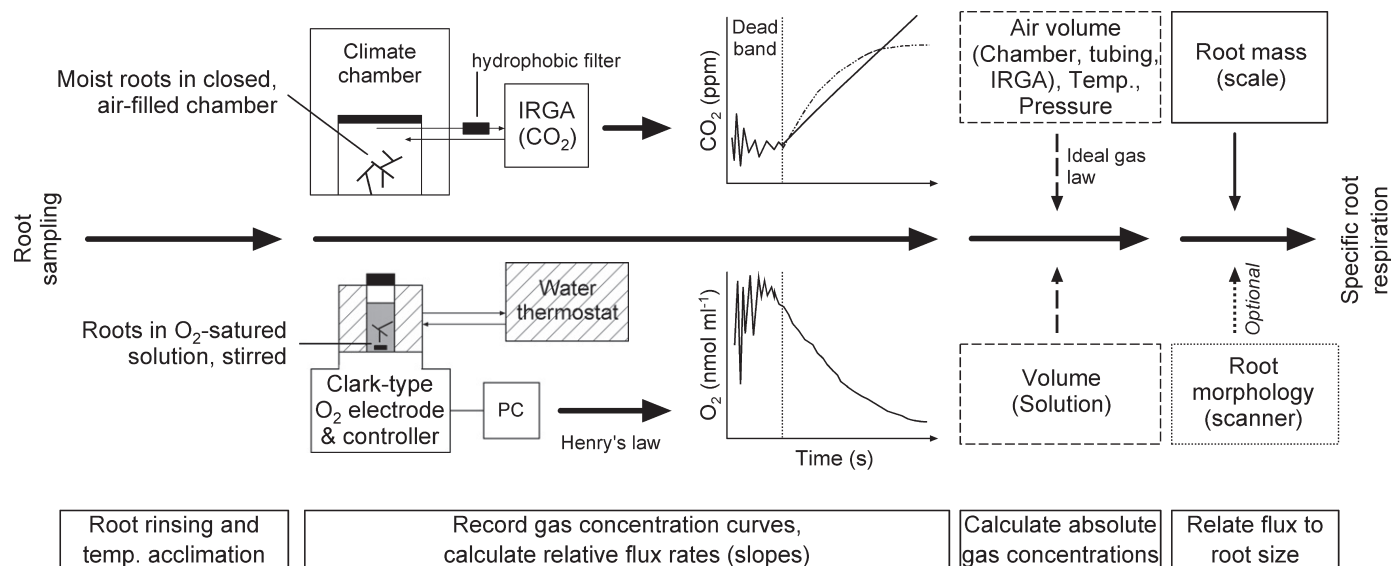 Root
sampling
Moist roots in closed,
air-filled chamber
Climate
chamber
hydrophobic filter
IRGA
(CO2)
CO2 (ppm)
Dead
band
Air volume
(Chamber, tubing,
IRGA), Temp.,
Pressure
Ideal gas
law
Root mass
(scale)
Specific root
respiration
Roots in O2-satured
solution, stirred
Water
thermostat
Clark-type
O2 electrode
& controller
PC
Henry's law
O2 (nmol ml-1)
Time (s)
Volume
(Solution)
Optional
Root
morphology
(scanner)
Root rinsing and
temp. acclimation
Record gas concentration curves,
calculate relative flux rates (slopes)
Calculate absolute
gas concentrations
Relate flux to
root size